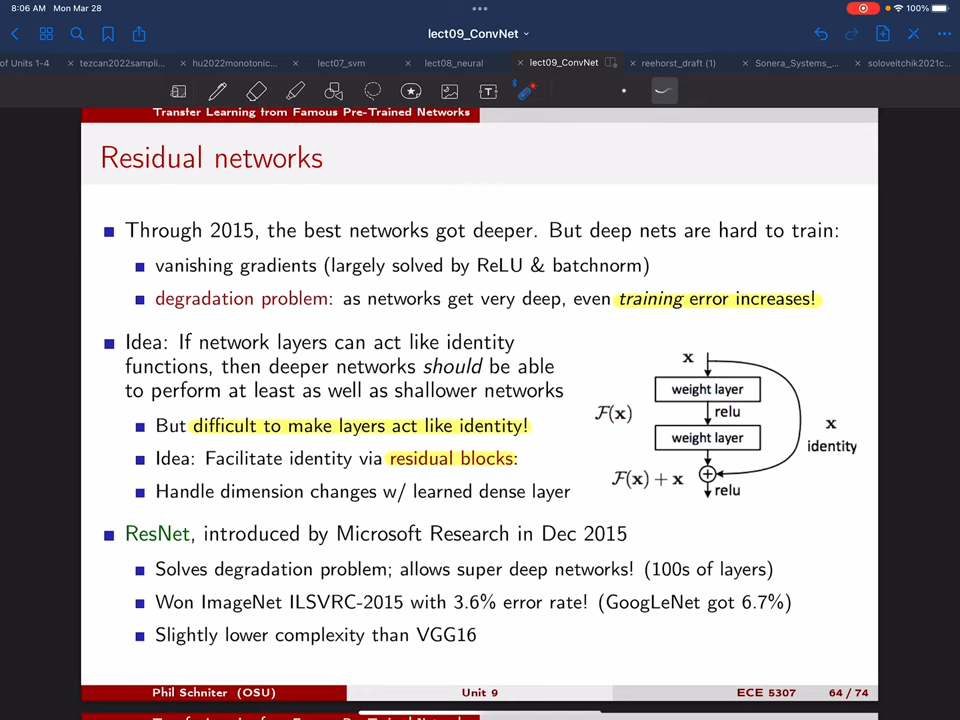 8:06 AM Mon Mar 28
100%
lect09_ConvNet
of Units 1-4
tezcan2022sampli...
hu2022monotonic...
lect07_svm
lect08_neural
lect09_ConvNet
reehorst_draft (1)
Sonera_Systems_...
soloveitchik2021c...
Transfer Learning from Famous Pre-Trained Networks
Residual networks
Through 2015, the best networks got deeper. But deep nets are hard to train:
vanishing gradients (largely solved by ReLU & batchnorm)
degradation problem: as networks get very deep, even training error increases!
Idea: If network layers can act like identity
functions, then deeper networks should be able
to perform at least as well as shallower networks
But difficult to make layers act like identity!
Idea: Facilitate identity via residual blocks:
Handle dimension changes w/ learned dense layer
x
weight layer
F(x)
relu
weight layer
x
identity
F(x) + x
relu
ResNet, introduced by Microsoft Research in Dec 2015
Solves degradation problem; allows super deep networks! (100s of layers)
Won ImageNet ILSVRC-2015 with 3.6% error rate! (GoogLeNet got 6.7%)
Slightly lower complexity than VGG16
Phil Schniter (OSU)
Unit 9
ECE 5307
64 / 74